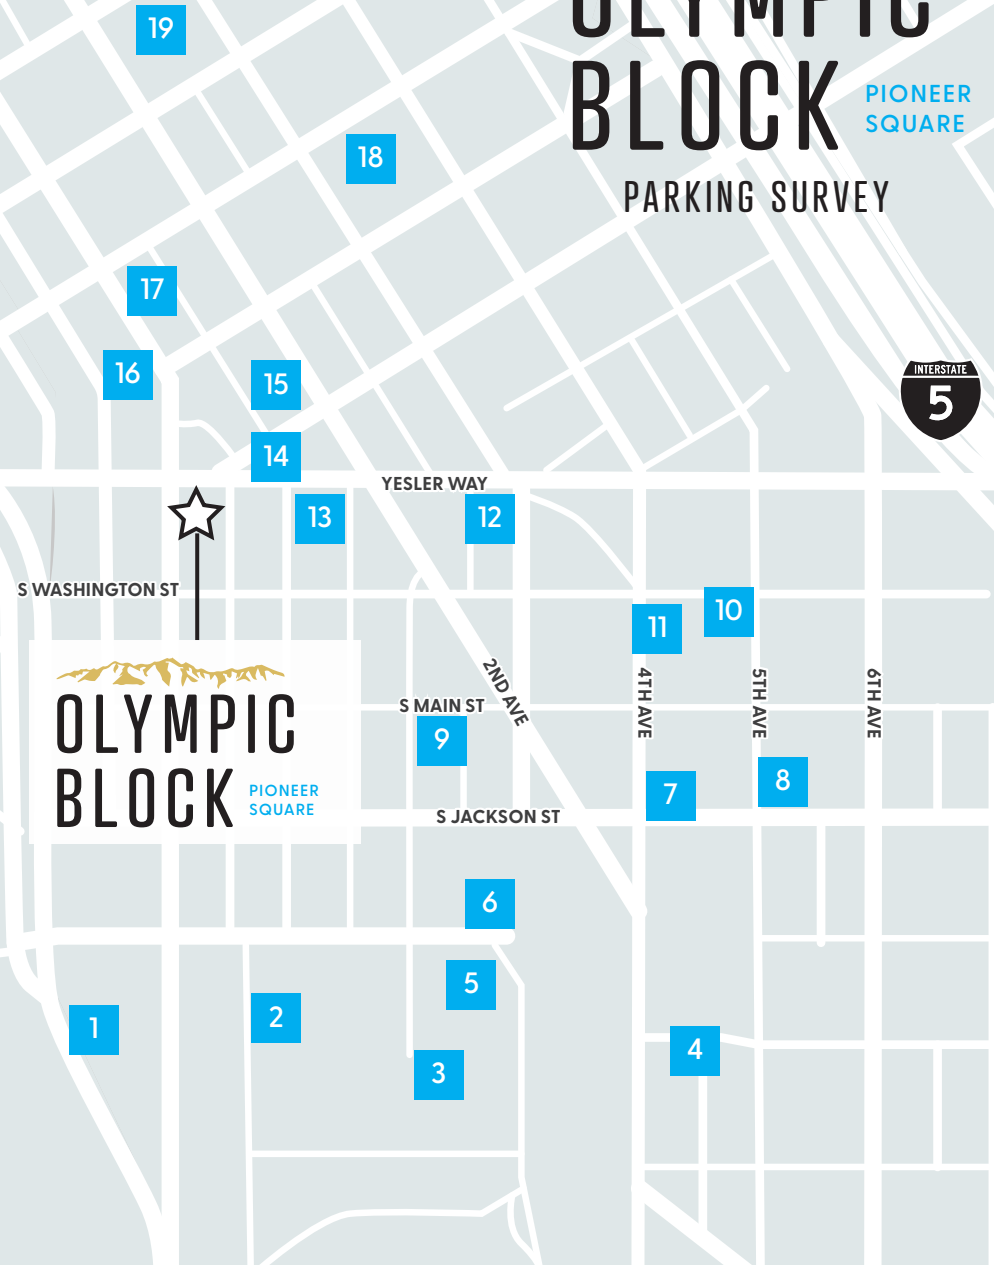 OLYMPIC
BLOCK
PIONEER
SQUARE
PARKING SURVEY
19
18
17
16
15
INTERSTATE
5
14
YESLER WAY
13
12
S WASHINGTON ST
10
11
2ND AVE
4TH AVE
5TH AVE
6TH AVE
S MAIN ST
9
OLYMPIC
BLOCK
PIONEER
SQUARE
7
8
S JACKSON ST
6
5
1
2
3
4